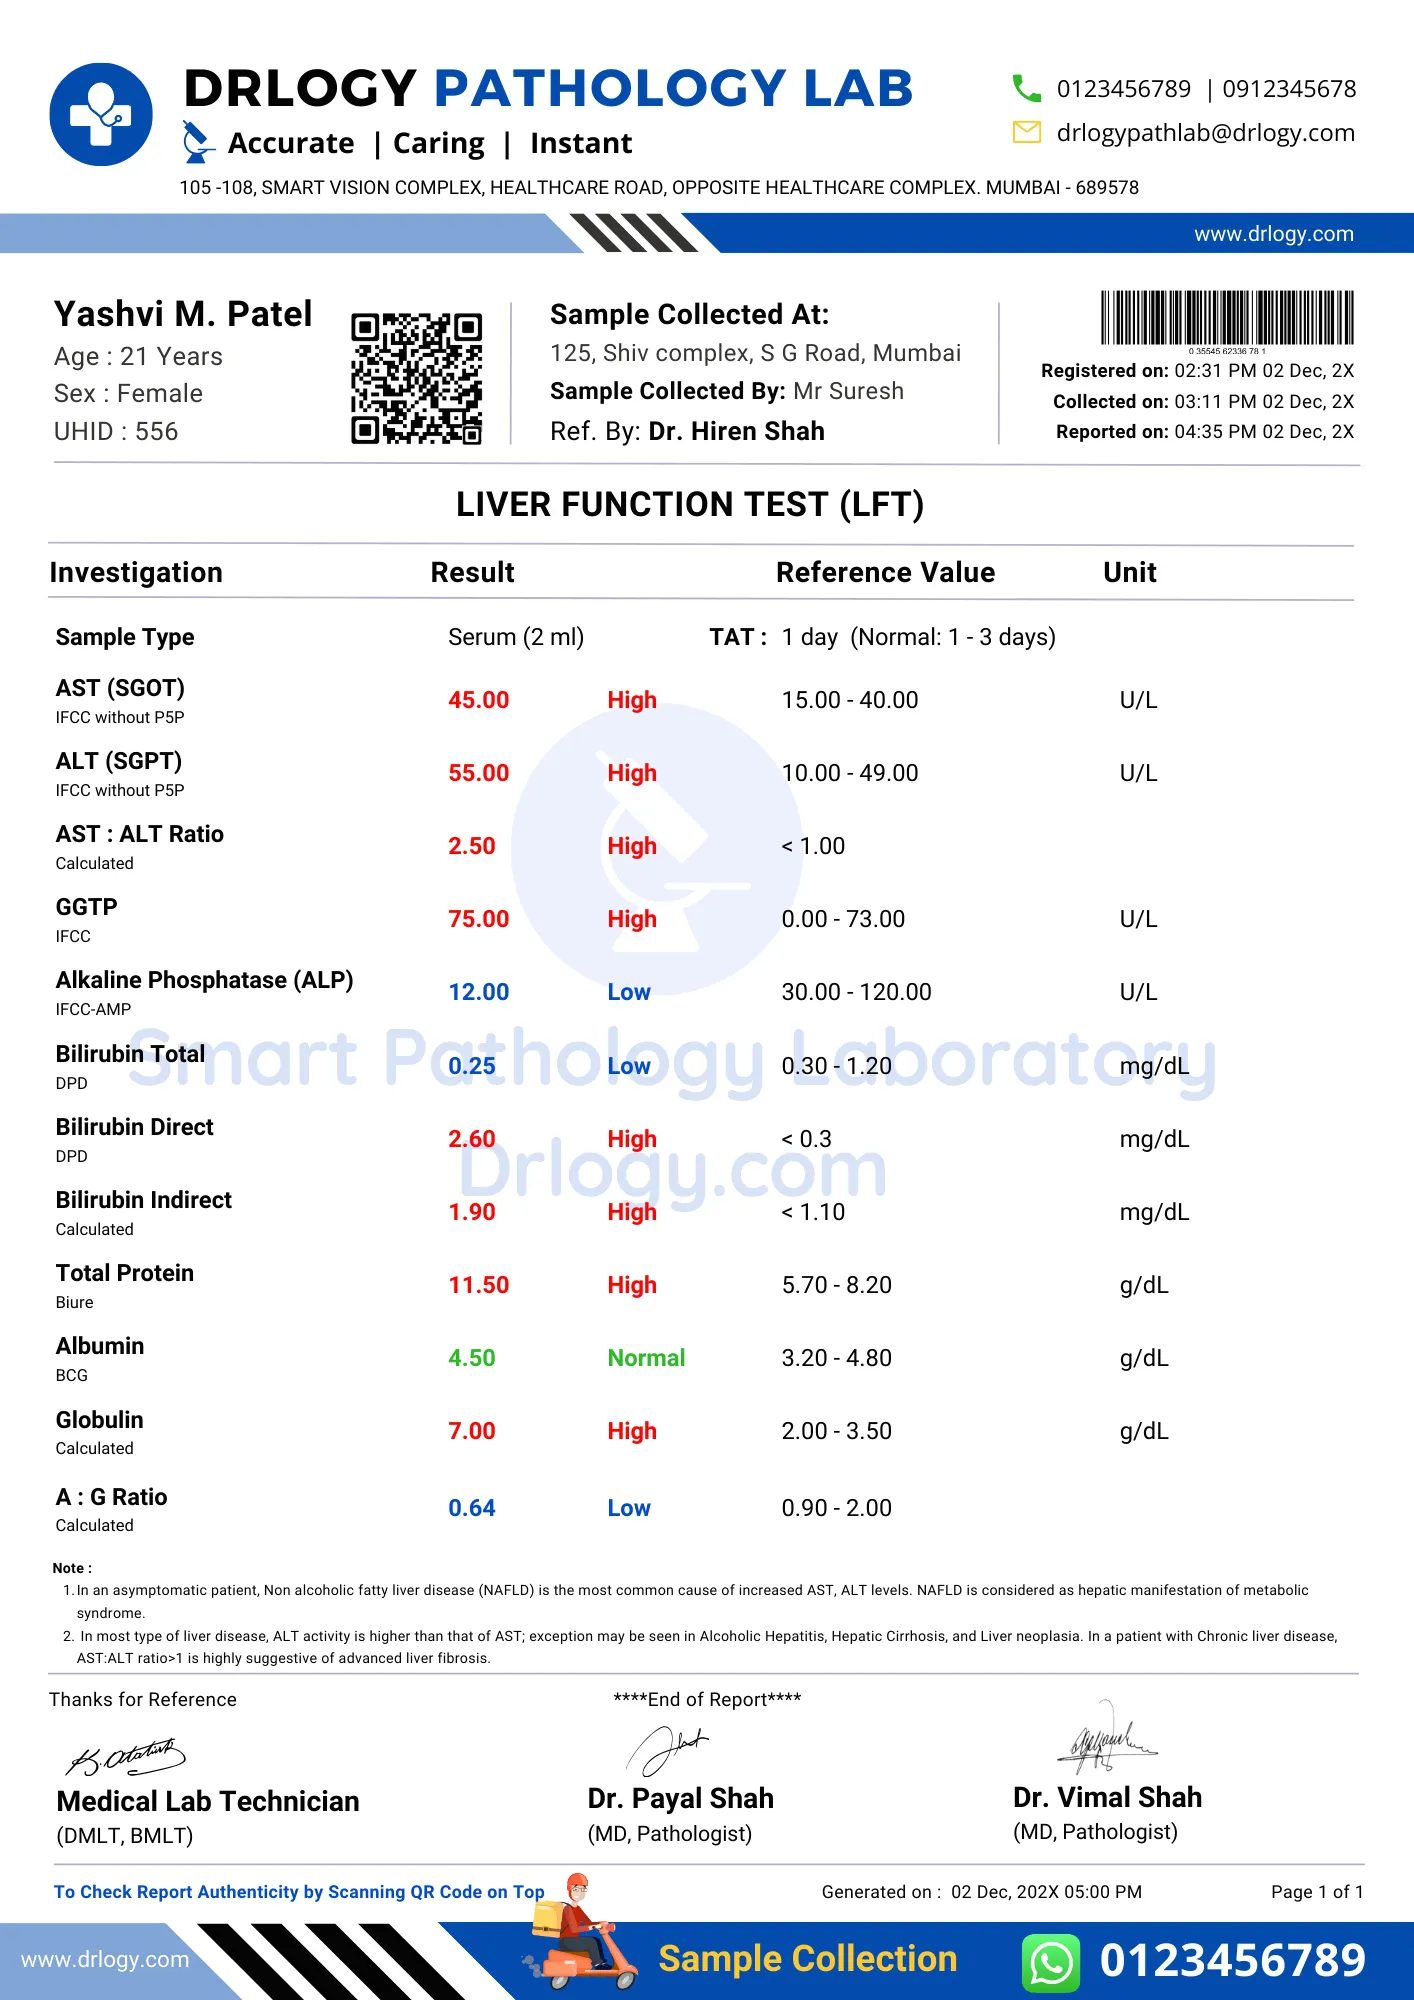 DRLOGY PATHOLOGY LAB
Accurate | Caring | Instant
0123456789 | 0912345678
drlogypathlab@drlogy.com
105 -108, SMART VISION COMPLEX, HEALTHCARE ROAD, OPPOSITE HEALTHCARE COMPLEX. MUMBAI - 689578
www.drlogy.com
Yashvi M. Patel
Age : 21 Years
Sex : Female
UHID : 556
Sample Collected At:
125, Shiv complex, S G Road, Mumbai
Sample Collected By: Mr Suresh
Ref. By: Dr. Hiren Shah
0 35545 62336 78 1
Registered on: 02:31 PM 02 Dec, 2X
Collected on: 03:11 PM 02 Dec, 2X
Reported on: 04:35 PM 02 Dec, 2X
LIVER FUNCTION TEST (LFT)
Investigation Result Reference Value Unit
Sample Type Serum (2 ml) TAT : 1 day (Normal: 1 - 3 days)
AST (SGOT) 45.00 High 15.00 - 40.00 U/L
IFCC without P5P
ALT (SGPT) 55.00 High 10.00 - 49.00 U/L
IFCC without P5P
AST : ALT Ratio 2.50 High < 1.00
Calculated
GGTP 75.00 High 0.00 - 73.00 U/L
IFCC
Alkaline Phosphatase (ALP) 12.00 Low 30.00 - 120.00 U/L
IFCC-AMP
Smart Pathology Laboratory
Bilirubin Total 0.25 Low 0.30 - 1.20 mg/dL
DPD
Bilirubin Direct 2.60 High < 0.3 mg/dL
DPD
Drlogy.com
Bilirubin Indirect 1.90 High < 1.10 mg/dL
Calculated
Total Protein 11.50 High 5.70 - 8.20 g/dL
Biure
Albumin 4.50 Normal 3.20 - 4.80 g/dL
BCG
Globulin 7.00 High 2.00 - 3.50 g/dL
Calculated
A : G Ratio 0.64 Low 0.90 - 2.00
Calculated
Note :
1. In an asymptomatic patient, Non alcoholic fatty liver disease (NAFLD) is the most common cause of increased AST, ALT levels. NAFLD is considered as hepatic manifestation of metabolic
syndrome.
2. In most type of liver disease, ALT activity is higher than that of AST; exception may be seen in Alcoholic Hepatitis, Hepatic Cirrhosis, and Liver neoplasia. In a patient with Chronic liver disease,
AST:ALT ratio>1 is highly suggestive of advanced liver fibrosis.
Thanks for Reference ****End of Report****
Medical Lab Technician
(DMLT, BMLT)
Dr. Payal Shah
(MD, Pathologist)
Dr. Vimal Shah
(MD, Pathologist)
To Check Report Authenticity by Scanning QR Code on Top
Generated on : 02 Dec, 202X 05:00 PM
Page 1 of 1
www.drlogy.com
Sample Collection
0123456789